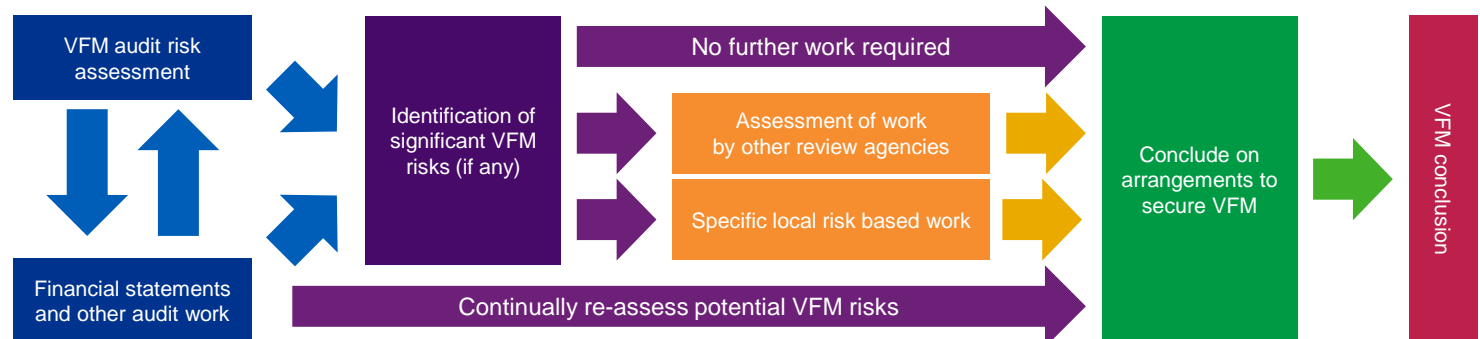 VFM audit risk
assessment
Financial statements
and other audit work
Identification of
significant VFM
risks (if any)
No further work required
Assessment of work
by other review agencies
Specific local risk based work
Continually re-assess potential VFM risks
Conclude on
arrangements to
secure VFM
VFM conclusion